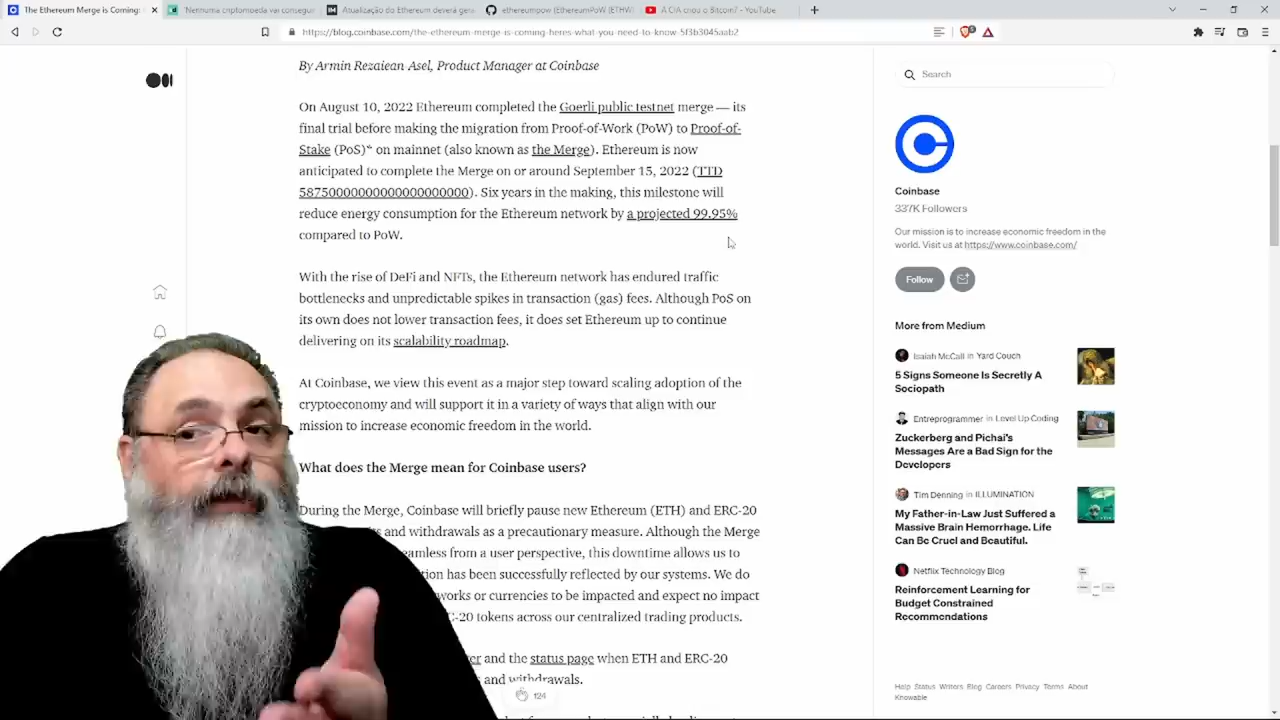 The Ethereum Merge is Coming:
"Nenhuma criptomoeda vai consegui
Atualização do Ethereum deverá gera
ethereumpow (EthereumPoW (ETHW)
A CIA criou o Bitcoin? - YouTube
https://blog.coinbase.com/the-ethereum-merge-is-coming-heres-what-you-need-to-know-5f3b3045aab2
By Armin Rezaiean-Asel, Product Manager at Coinbase
On August 10, 2022 Ethereum completed the Goerli public testnet merge — its
final trial before making the migration from Proof-of-Work (PoW) to Proof-of-
Stake (PoS)* on mainnet (also known as the Merge). Ethereum is now
anticipated to complete the Merge on or around September 15, 2022 (TTD
58750000000000000000000). Six years in the making, this milestone will
reduce energy consumption for the Ethereum network by a projected 99.95%
compared to PoW.
With the rise of DeFi and NFTs, the Ethereum network has endured traffic
bottlenecks and unpredictable spikes in transaction (gas) fees. Although PoS on
its own does not lower transaction fees, it does set Ethereum up to continue
delivering on its scalability roadmap.
At Coinbase, we view this event as a major step toward scaling adoption of the
cryptoeconomy and will support it in a variety of ways that align with our
mission to increase economic freedom in the world.
What does the Merge mean for Coinbase users?
During the Merge, Coinbase will briefly pause new Ethereum (ETH) and ERC-20
and withdrawals as a precautionary measure. Although the Merge
seamless from a user perspective, this downtime allows us to
has been successfully reflected by our systems. We do
works or currencies to be impacted and expect no impact
tokens across our centralized trading products.
and the status page when ETH and ERC-20
and withdrawals.
124
Search
Coinbase
337K Followers
Our mission is to increase economic freedom in the
world. Visit us at https://www.coinbase.com/
Follow
More from Medium
Isaiah McCall in Yard Couch
5 Signs Someone Is Secretly A
Sociopath
Entreprogrammer in Level Up Coding
Zuckerberg and Pichai's
Messages Are a Bad Sign for the
Developers
Tim Denning in ILLUMINATION
My Father-in-Law Just Suffered a
Massive Brain Hemorrhage. Life
Can Be Cruel and Beautiful.
Netflix Technology Blog
Reinforcement Learning for
Budget Constrained
Recommendations
Help Status Writers Blog Careers Privacy Terms About
Knowable